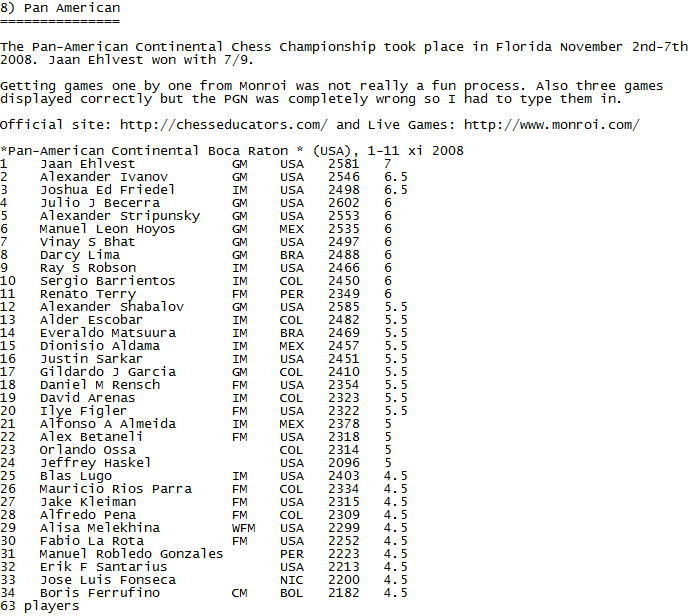 8) Pan American
===============
The Pan-American Continental Chess Championship took place in Florida November 2nd-7th
2008. Jaan Ehlvest won with 7/9.
Getting games one by one from Monroi was not really a fun process. Also three games
displayed correctly but the PGN was completely wrong so I had to type them in.
Official site: http://chesseducators.com/ and Live Games: http://www.monroi.com/
*Pan-American Continental Boca Raton * (USA), 1-11 xi 2008
1 Jaan Ehlvest GM USA 2581 7
2 Alexander Ivanov GM USA 2546 6.5
3 Joshua Ed Friedel IM USA 2498 6.5
4 Julio J Becerra GM USA 2602 6
5 Alexander Stripunsky GM USA 2553 6
6 Manuel Leon Hoyos GM MEX 2535 6
7 Vinay S Bhat GM USA 2497 6
8 Darcy Lima GM BRA 2488 6
9 Ray S Robson IM USA 2466 6
10 Sergio Barrientos IM COL 2450 6
11 Renato Terry FM PER 2349 6
12 Alexander Shabalov GM USA 2585 5.5
13 Alder Escobar IM COL 2482 5.5
14 Everaldo Matsuura IM BRA 2469 5.5
15 Dionisio Aldama IM MEX 2457 5.5
16 Justin Sarkar IM USA 2451 5.5
17 Gildardo J Garcia GM COL 2410 5.5
18 Daniel M Rensch FM USA 2354 5.5
19 David Arenas IM COL 2323 5.5
20 Ilye Figler FM USA 2322 5.5
21 Alfonso A Almeida IM MEX 2378 5
22 Alex Betaneli FM USA 2318 5
23 Orlando Ossa COL 2314 5
24 Jeffrey Haskel USA 2096 5
25 Blas Lugo IM USA 2403 4.5
26 Mauricio Rios Parra FM COL 2334 4.5
27 Jake Kleiman FM USA 2315 4.5
28 Alfredo Pena FM COL 2309 4.5
29 Alisa Melekhina WFM USA 2299 4.5
30 Fabio La Rota FM USA 2252 4.5
31 Manuel Robledo Gonzales PER 2223 4.5
32 Erik F Santarius USA 2213 4.5
33 Jose Luis Fonseca NIC 2200 4.5
34 Boris Ferrufino CM BOL 2182 4.5
63 players